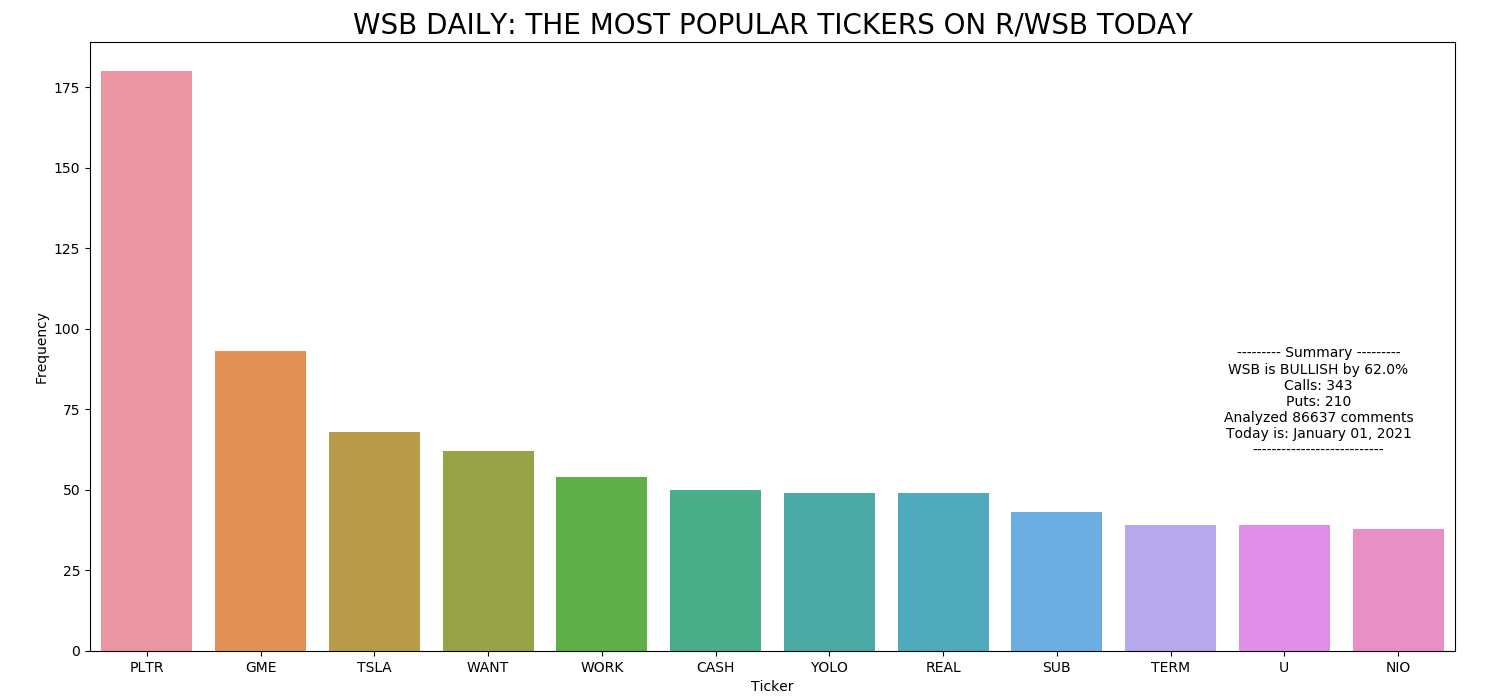 WSB DAILY: THE MOST POPULAR TICKERS ON R/WSB TODAY
175
150
125
100
75
50
25
0
Frequency
--------- Summary ---------
WSB is BULLISH by 62.0%
Calls: 343
Puts: 210
Analyzed 86637 comments
Today is: January 01, 2021
---------------------------
PLTR GME TSLA WANT WORK CASH YOLO REAL SUB TERM U NIO
Ticker